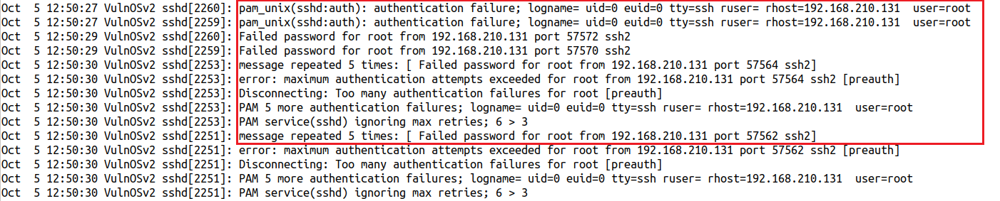 Oct  5 12:50:27 VulnOSv2 sshd[2260]: pam_unix(sshd:auth): authentication failure; logname= uid=0 euid=0 tty=ssh ruser= rhost=192.168.210.131  user=root
Oct  5 12:50:27 VulnOSv2 sshd[2259]: pam_unix(sshd:auth): authentication failure; logname= uid=0 euid=0 tty=ssh ruser= rhost=192.168.210.131  user=root
Oct  5 12:50:29 VulnOSv2 sshd[2260]: Failed password for root from 192.168.210.131 port 57572 ssh2
Oct  5 12:50:29 VulnOSv2 sshd[2259]: Failed password for root from 192.168.210.131 port 57570 ssh2
Oct  5 12:50:30 VulnOSv2 sshd[2253]: message repeated 5 times: [ Failed password for root from 192.168.210.131 port 57564 ssh2]
Oct  5 12:50:30 VulnOSv2 sshd[2253]: error: maximum authentication attempts exceeded for root from 192.168.210.131 port 57564 ssh2 [preauth]
Oct  5 12:50:30 VulnOSv2 sshd[2253]: Disconnecting: Too many authentication failures for root [preauth]
Oct  5 12:50:30 VulnOSv2 sshd[2253]: PAM 5 more authentication failures; logname= uid=0 euid=0 tty=ssh ruser= rhost=192.168.210.131  user=root
Oct  5 12:50:30 VulnOSv2 sshd[2253]: PAM service(sshd) ignoring max retries; 6 > 3
Oct  5 12:50:30 VulnOSv2 sshd[2251]: message repeated 5 times: [ Failed password for root from 192.168.210.131 port 57562 ssh2]
Oct  5 12:50:30 VulnOSv2 sshd[2251]: error: maximum authentication attempts exceeded for root from 192.168.210.131 port 57562 ssh2 [preauth]
Oct  5 12:50:30 VulnOSv2 sshd[2251]: Disconnecting: Too many authentication failures for root [preauth]
Oct  5 12:50:30 VulnOSv2 sshd[2251]: PAM 5 more authentication failures; logname= uid=0 euid=0 tty=ssh ruser= rhost=192.168.210.131  user=root
Oct  5 12:50:30 VulnOSv2 sshd[2251]: PAM service(sshd) ignoring max retries; 6 > 3